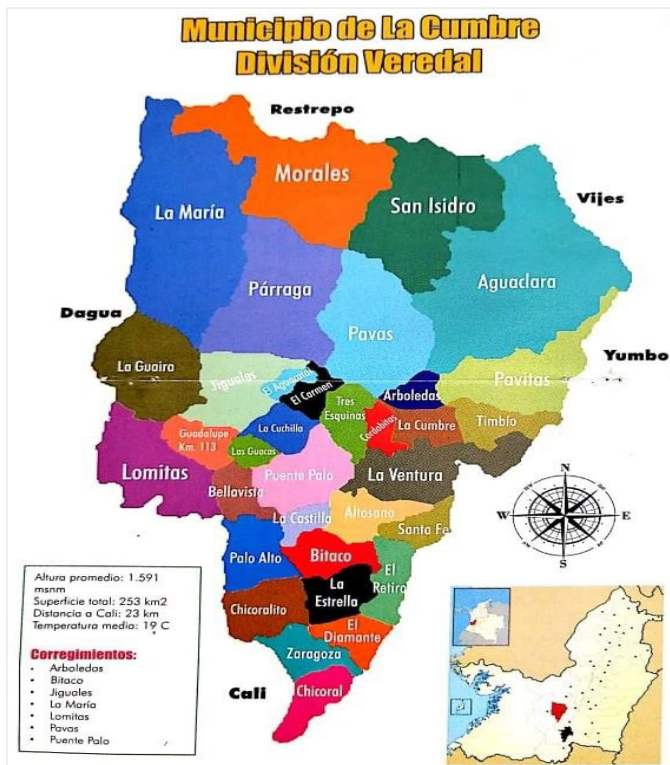 Municipio de La Cumbre
División Veredal
Restrepo
Morales
La María
San Isidro
Vijes
Aguaclara
Párraga
Pavas
Dagua
La Guaira
Yumbo
Jiguales
El Aguacate
El Carmen
Pavitas
Arboledas
Tres
Esquinas
Cordobitas
La Cumbre
Timbío
Guadalupe
Km. 113
La Cuchilla
Las Guacas
Lomitas
Puente Palo
La Ventura
Bellavista
La Castilla
Altosano
Santa Fe
N
W
E
S
Palo Alto
Bitaco
El
Retiro
La
Estrella
Chicoralito
El
Diamante
Zaragoza
Cali
Chicoral
Altura promedio: 1.591
msnm
Superficie total: 253 km2
Distancia a Cali: 23 km
Temperatura media: 19 C
Corregimientos:
• Arboledas
• Bitaco
• Jiguales
• La María
• Lomitas
• Pavas
• Puente Palo